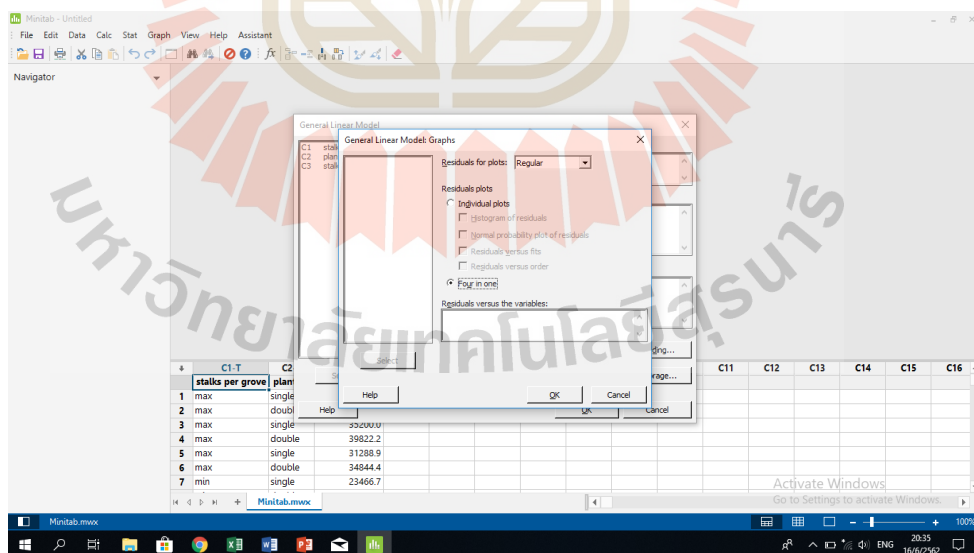 Minitab - Untitled
File Edit Data Calc Stat Graph View Help Assistant
Navigator
General Linear Model
C1 stalk
C2 plan
C3 stalk
General Linear Model: Graphs
Residuals for plots: Regular
Residuals plots
Individual plots
Histogram of residuals
Normal probability plot of residuals
Residuals versus fits
Residuals versus order
Four in one
Residuals versus the variables:
Select
Help OK Cancel
Help OK Cancel
C1-T C2 C11 C12 C13 C14 C15 C16
stalks per grove plan
1 max single
2 max doubl
3 max single 35200.0
4 max double 39822.2
5 max single 31288.9
6 max double 34844.4
7 min single 23466.7
Activate Windows
Go to Settings to activate Windows.
Minitab.mwx
Minitab.mwx
100%
ENG
20:35
16/6/2562
มหาวิทยาลัยเทคโนโลยีสุรนารี